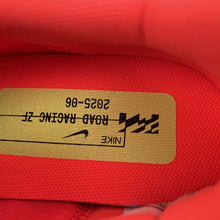 NIKE
ROAD RACING ZF
2025-06